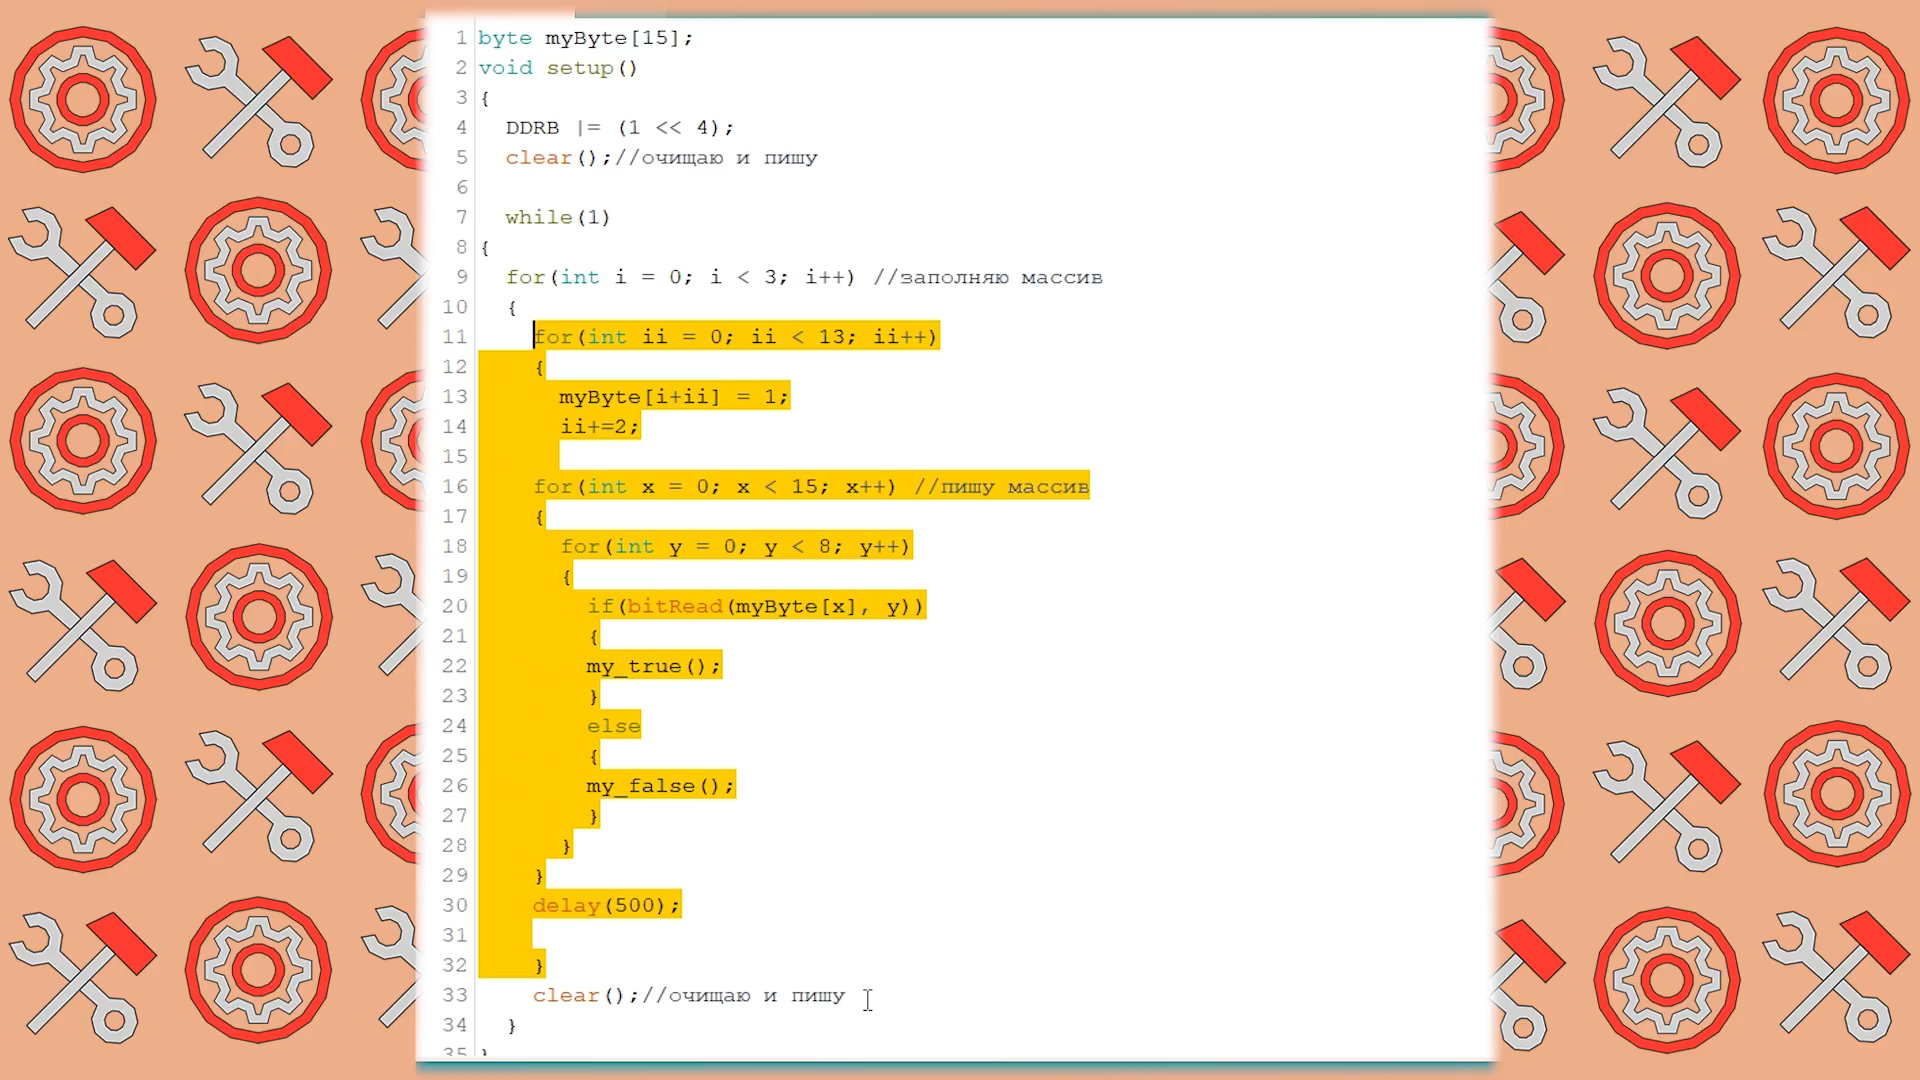 1 byte myByte[15];
2 void setup()
3 {
4 DDRB |= (1 << 4);
5 clear();//очищаю и пишу
6
7 while(1)
8 {
9 for(int i = 0; i < 3; i++) //заполняю массив
10 {
11 for(int ii = 0; ii < 13; ii++)
12 {
13 myByte[i+ii] = 1;
14 ii+=2;
15
16 for(int x = 0; x < 15; x++) //пишу массив
17 {
18 for(int y = 0; y < 8; y++)
19 {
20 if(bitRead(myByte[x], y))
21 {
22 my_true();
23 }
24 else
25 {
26 my_false();
27 }
28 }
29 }
30 delay(500);
31
32 }
33 clear();//очищаю и пишу
34 }
35 }